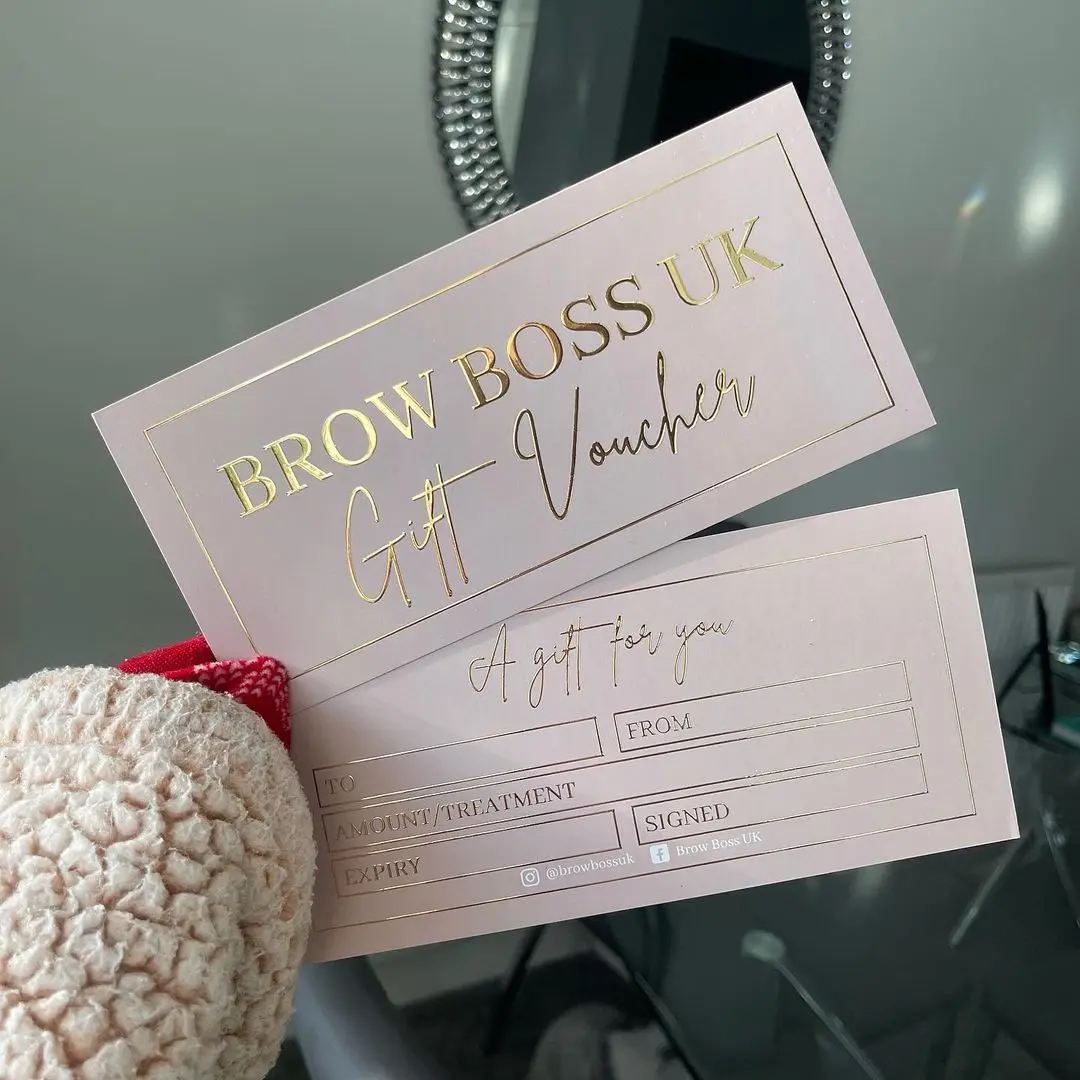 BROW BOSS UK
Gift Voucher
A gift for you
TO
FROM
AMOUNT/TREATMENT
EXPIRY
SIGNED
@browbossuk
Brow Boss UK